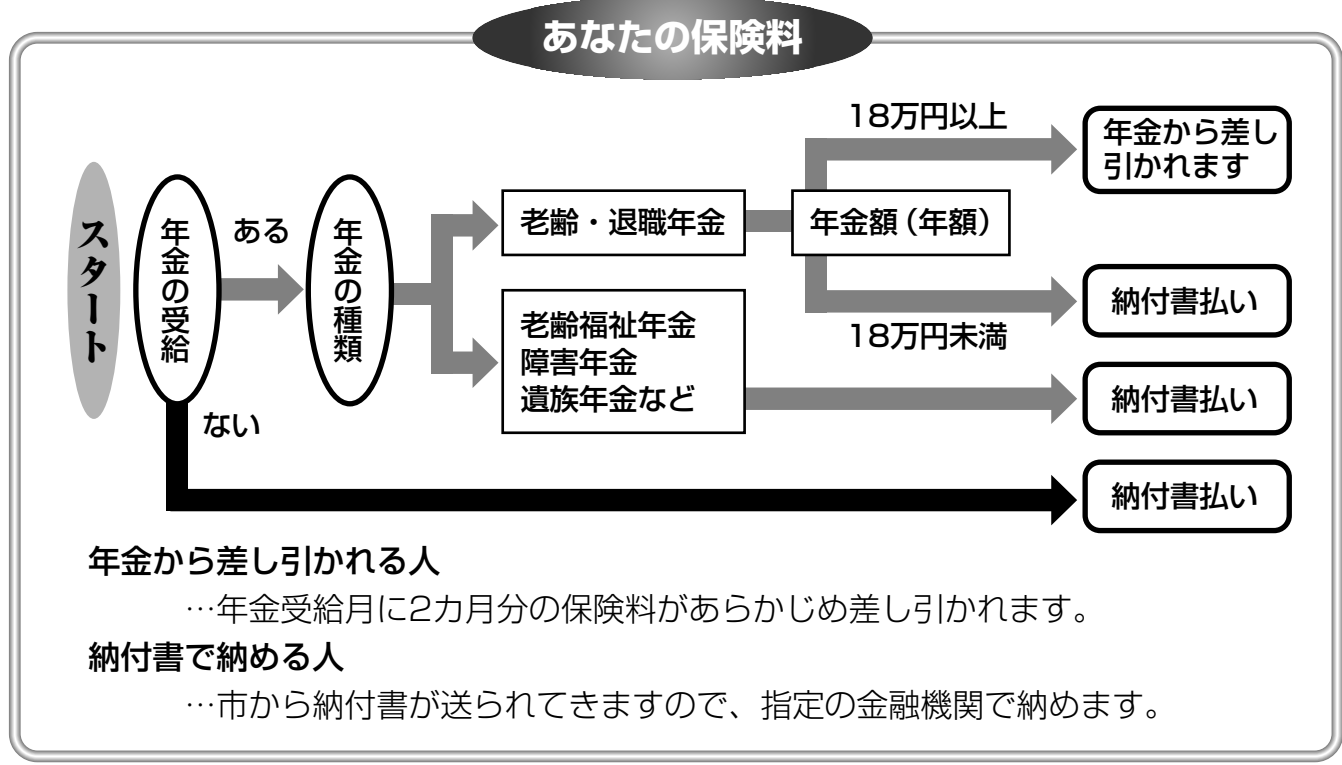 あなたの保険料
スタート
年金の受給
ある
ない
年金の種類
老齢・退職年金
老齢福祉年金
障害年金
遺族年金など
年金額（年額）
18万円以上
18万円未満
年金から差し
引かれます
納付書払い
納付書払い
納付書払い
年金から差し引かれる人
…年金受給月に2カ月分の保険料があらかじめ差し引かれます。
納付書で納める人
…市から納付書が送られてきますので、指定の金融機関で納めます。